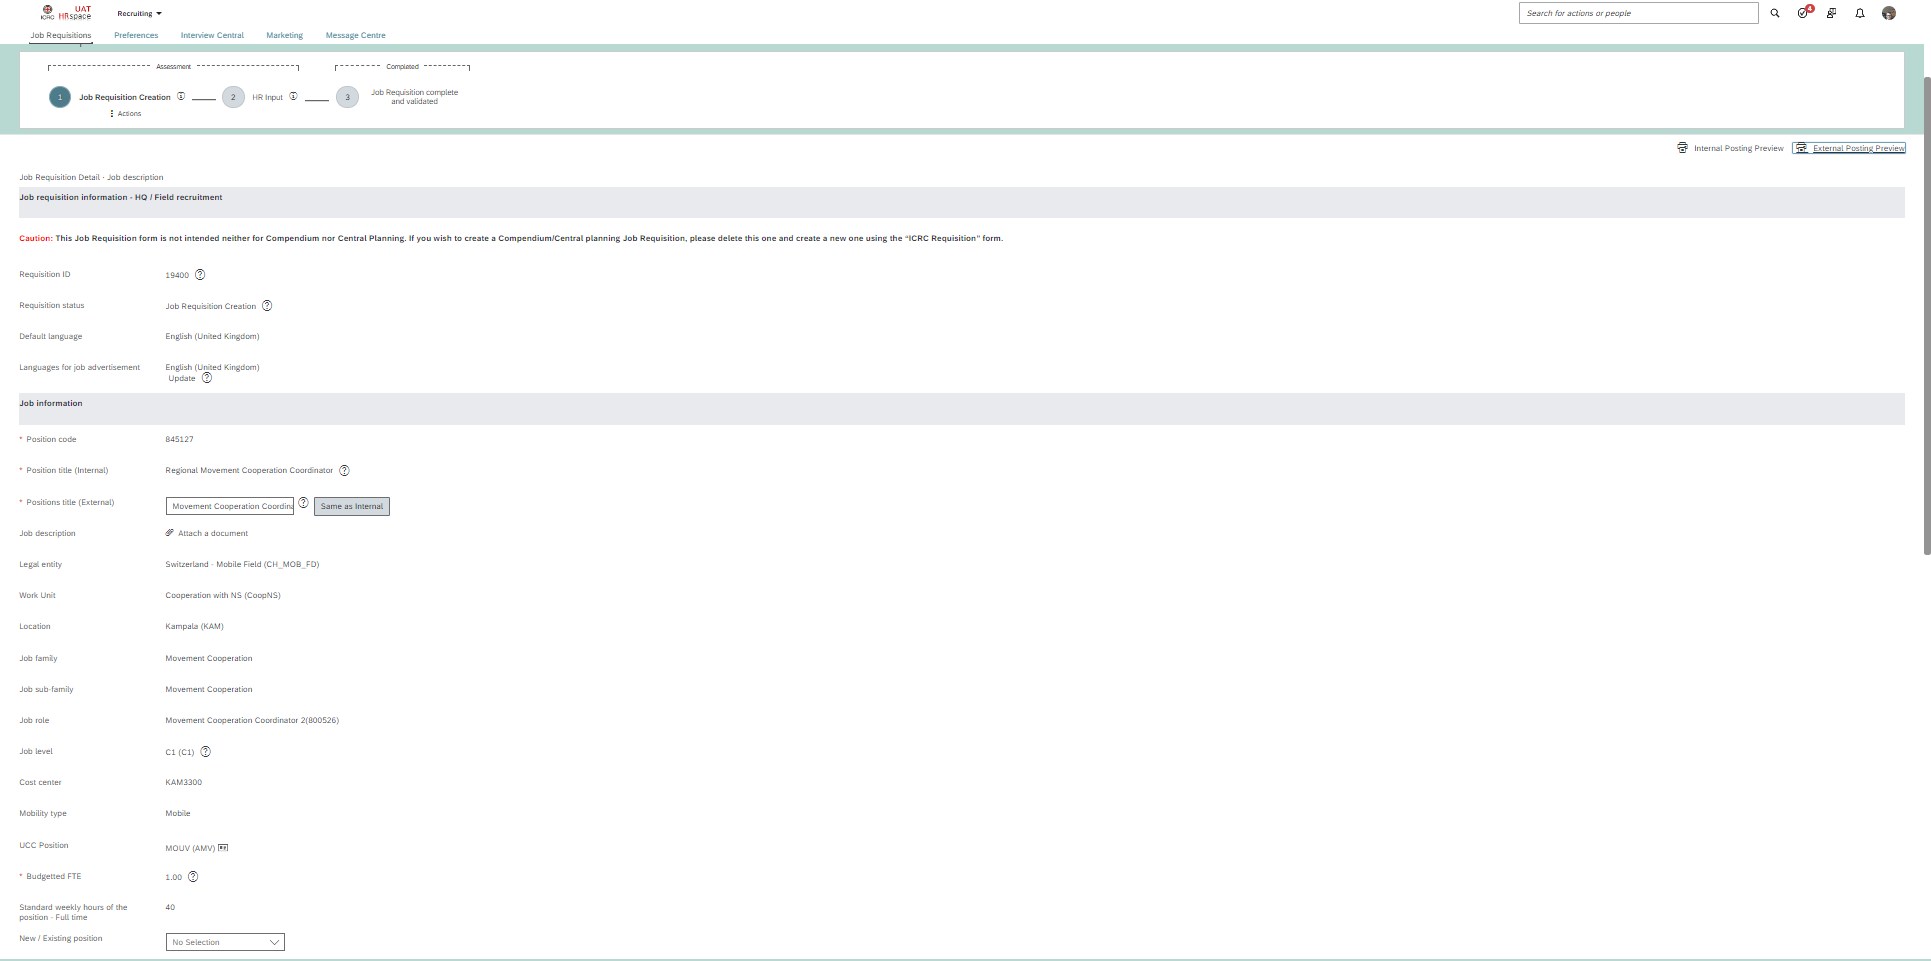 ICRC UAT HRspace
Recruiting
Search for actions or people
4
Job Requisitions Preferences Interview Central Marketing Message Centre
Assessment Completed
1 Job Requisition Creation 2 HR Input 3 Job Requisition complete and validated
Actions
Internal Posting Preview External Posting Preview
Job Requisition Detail - Job description
Job requisition information - HQ / Field recruitment
Caution: This Job Requisition form is not intended neither for Compendium nor Central Planning. If you wish to create a Compendium/Central planning Job Requisition, please delete this one and create a new one using the “ICRC Requisition” form.
Requisition ID 19400
Requisition status Job Requisition Creation
Default language English (United Kingdom)
Languages for job advertisement English (United Kingdom)
Update
Job information
* Position code 845127
* Position title (Internal) Regional Movement Cooperation Coordinator
* Positions title (External) Movement Cooperation Coordina Same as Internal
Job description Attach a document
Legal entity Switzerland - Mobile Field (CH_MOB_FD)
Work Unit Cooperation with NS (CoopNS)
Location Kampala (KAM)
Job family Movement Cooperation
Job sub-family Movement Cooperation
Job role Movement Cooperation Coordinator 2(800526)
Job level C1 (C1)
Cost center KAM3300
Mobility type Mobile
UCC Position MOUV (AMV)
* Budgetted FTE 1.00
Standard weekly hours of the position - Full time 40
New / Existing position No Selection